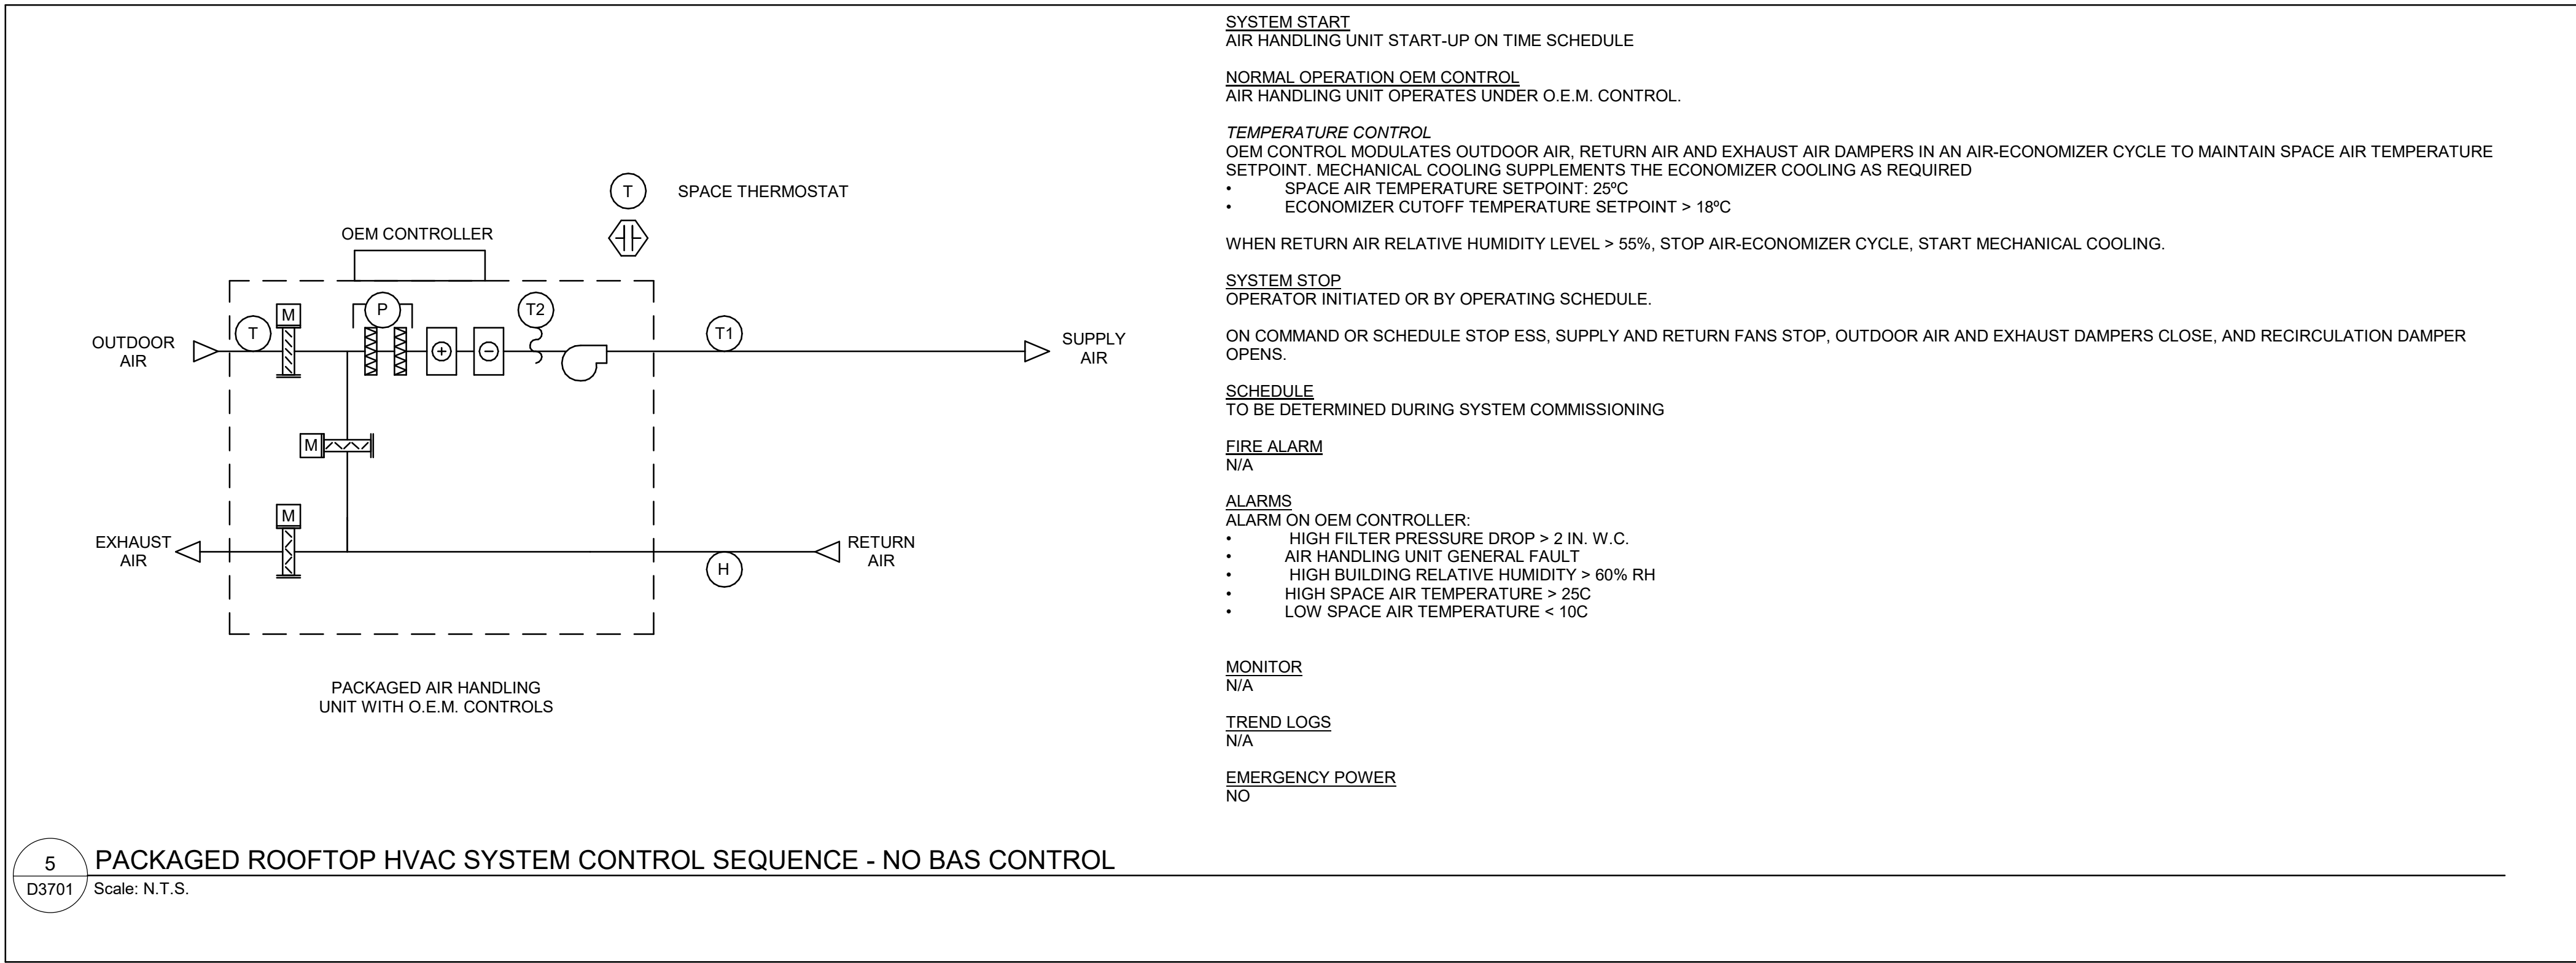 SYSTEM START
AIR HANDLING UNIT START-UP ON TIME SCHEDULE
NORMAL OPERATION OEM CONTROL
AIR HANDLING UNIT OPERATES UNDER O.E.M. CONTROL.
TEMPERATURE CONTROL
OEM CONTROL MODULATES OUTDOOR AIR, RETURN AIR AND EXHAUST AIR DAMPERS IN AN AIR-ECONOMIZER CYCLE TO MAINTAIN SPACE AIR TEMPERATURE
SETPOINT. MECHANICAL COOLING SUPPLEMENTS THE ECONOMIZER COOLING AS REQUIRED
• SPACE AIR TEMPERATURE SETPOINT: 25ºC
• ECONOMIZER CUTOFF TEMPERATURE SETPOINT > 18ºC
WHEN RETURN AIR RELATIVE HUMIDITY LEVEL > 55%, STOP AIR-ECONOMIZER CYCLE, START MECHANICAL COOLING.
SYSTEM STOP
OPERATOR INITIATED OR BY OPERATING SCHEDULE.
ON COMMAND OR SCHEDULE STOP ESS, SUPPLY AND RETURN FANS STOP, OUTDOOR AIR AND EXHAUST DAMPERS CLOSE, AND RECIRCULATION DAMPER
OPENS.
SCHEDULE
TO BE DETERMINED DURING SYSTEM COMMISSIONING
FIRE ALARM
N/A
ALARMS
ALARM ON OEM CONTROLLER:
• HIGH FILTER PRESSURE DROP > 2 IN. W.C.
• AIR HANDLING UNIT GENERAL FAULT
• HIGH BUILDING RELATIVE HUMIDITY > 60% RH
• HIGH SPACE AIR TEMPERATURE > 25C
• LOW SPACE AIR TEMPERATURE < 10C
MONITOR
N/A
TREND LOGS
N/A
EMERGENCY POWER
NO
T
SPACE THERMOSTAT
OEM CONTROLLER
M
P
T2
T
T1
OUTDOOR
AIR
+
−
SUPPLY
AIR
M
M
EXHAUST
AIR
H
RETURN
AIR
PACKAGED AIR HANDLING
UNIT WITH O.E.M. CONTROLS
5
D3701
PACKAGED ROOFTOP HVAC SYSTEM CONTROL SEQUENCE - NO BAS CONTROL
Scale: N.T.S.